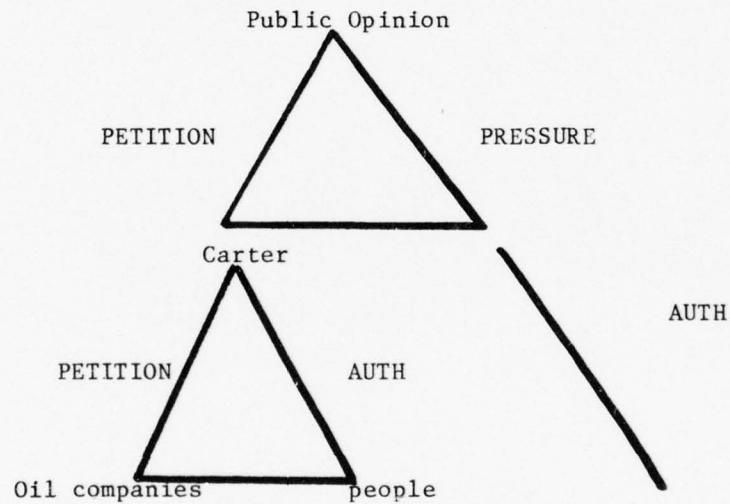 Public Opinion
PETITION PRESSURE
Carter
AUTH
PETITION AUTH
Oil companies people